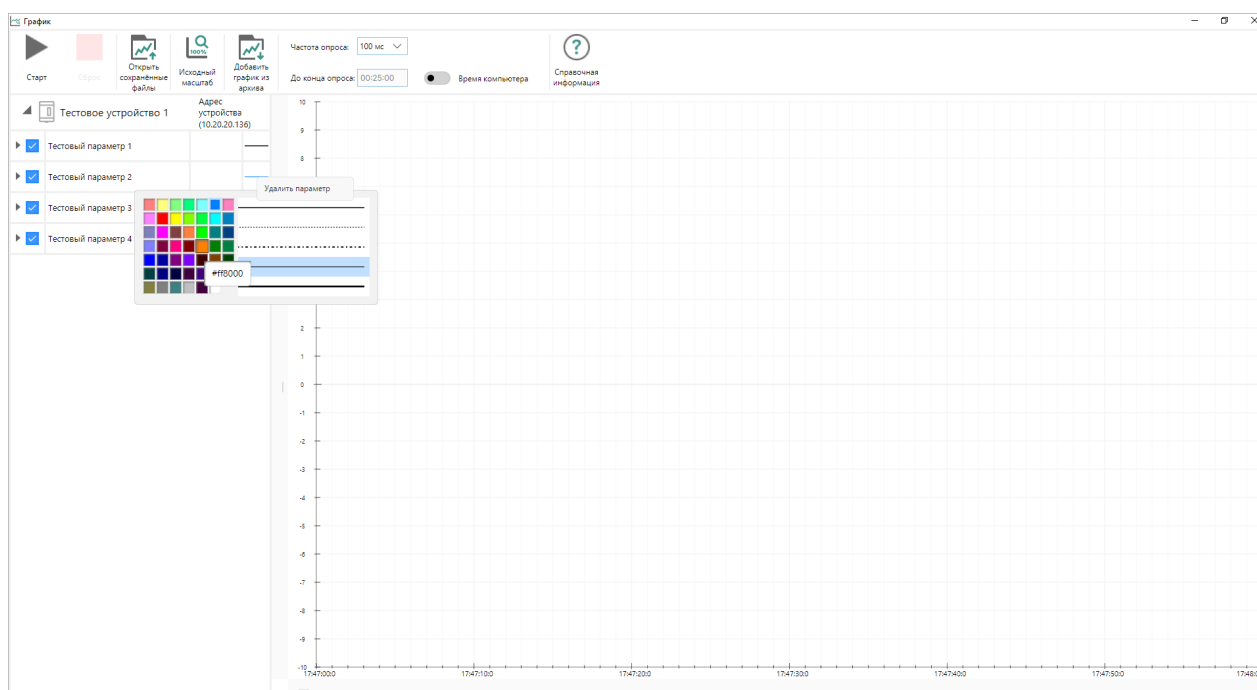 График
Старт
Сброс
Открыть
сохранённые
файлы
100%
Исходный
масштаб
Добавить
график из
архива
Частота опроса: 100 мс
До конца опроса: 00:25:00
Время компьютера
?
Справочная
информация
Тестовое устройство 1
Адрес
устройства
(10.20.20.136)
Тестовый параметр 1
Тестовый параметр 2
Тестовый параметр 3
Тестовый параметр 4
Удалить параметр
#ff8000
10
9
8
2
1
0
-1
-2
-3
-4
-5
-6
-7
-8
-9
-10
17:47:00:0 17:47:10:0 17:47:20:0 17:47:30:0 17:47:40:0 17:47:50:0